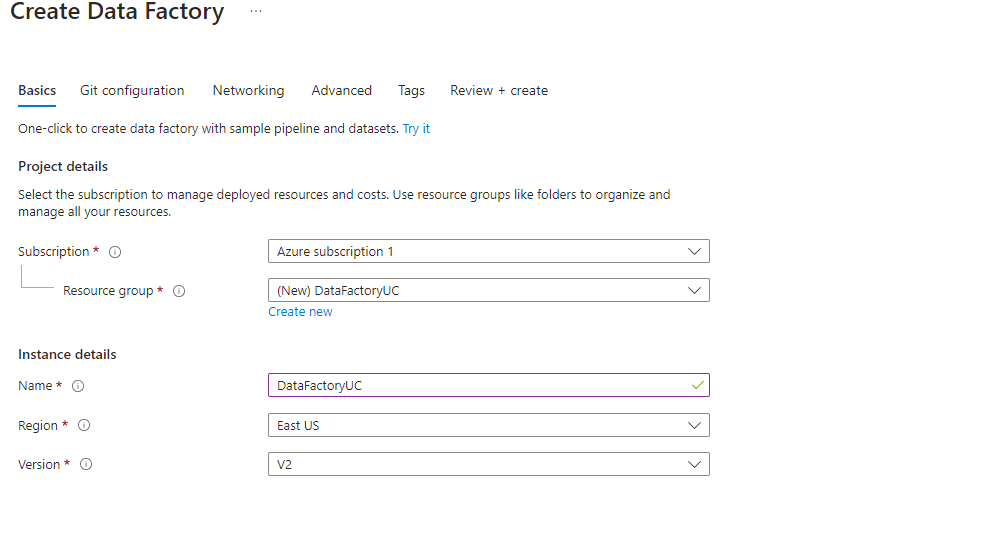 Create Data Factory ...
Basics Git configuration Networking Advanced Tags Review + create
One-click to create data factory with sample pipeline and datasets. Try it
Project details
Select the subscription to manage deployed resources and costs. Use resource groups like folders to organize and
manage all your resources.
Subscription * Azure subscription 1
Resource group * (New) DataFactoryUC
Create new
Instance details
Name * DataFactoryUC
Region * East US
Version * V2